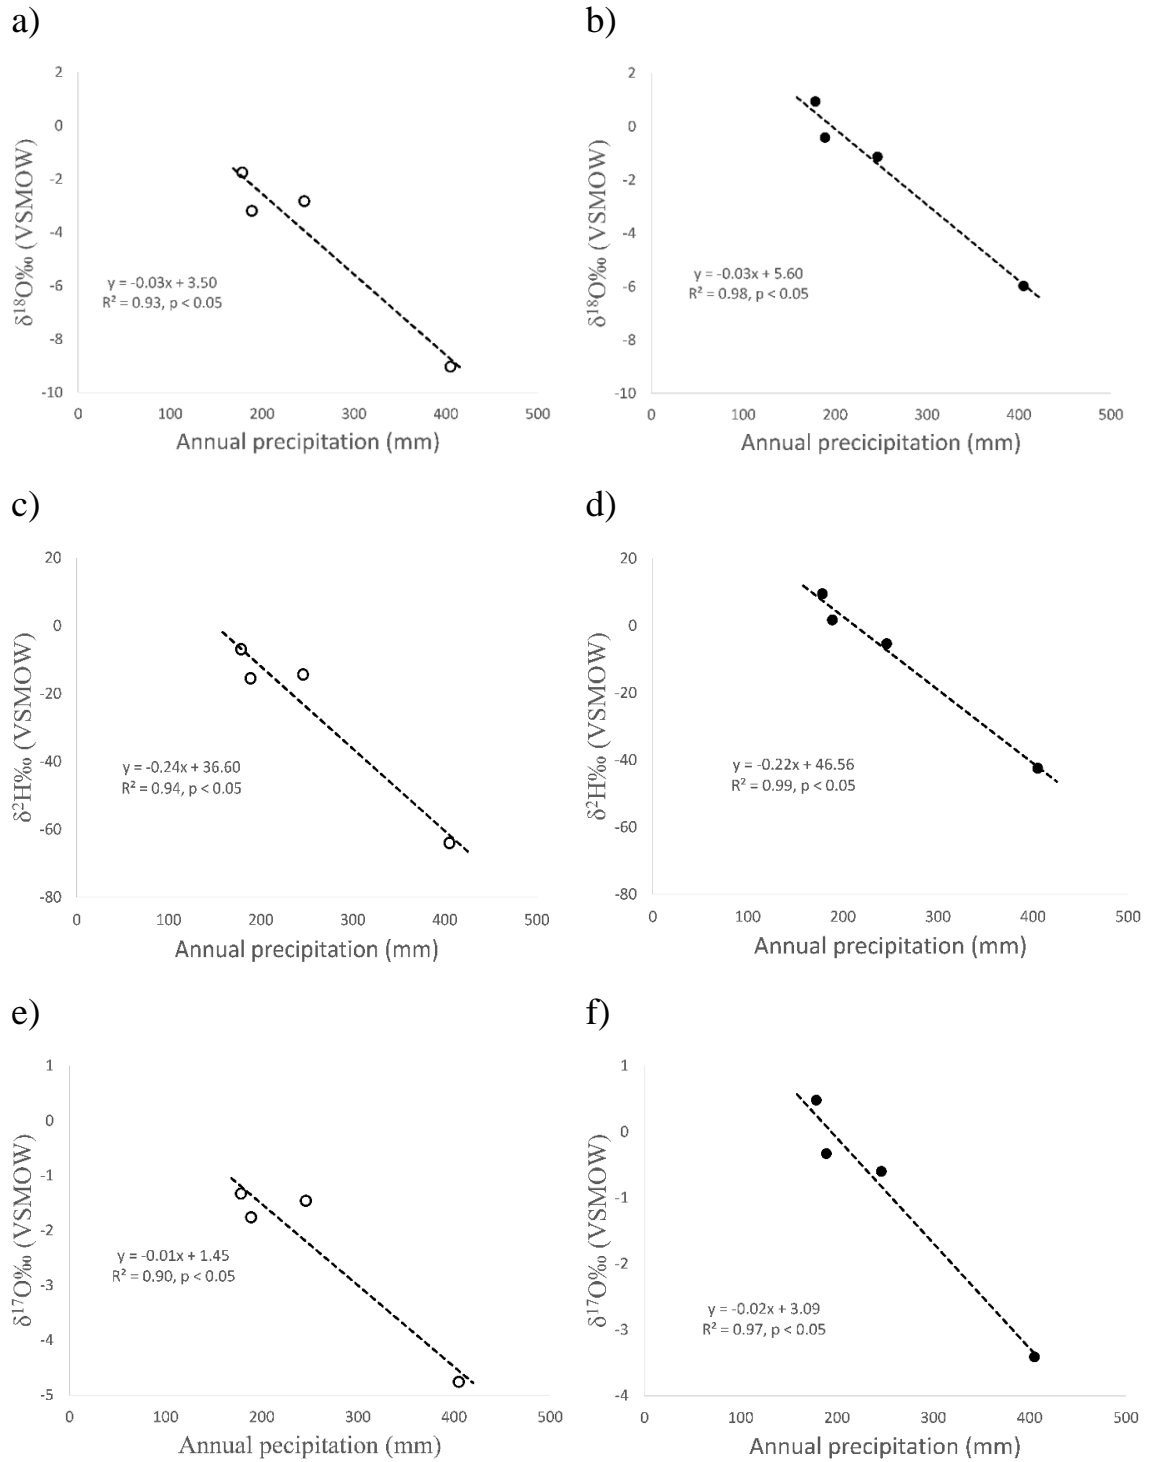 a)
2
0
-2
-4
-6
-8
-10
δ¹⁸O‰ (VSMOW)
y = -0.03x + 3.50
R² = 0.93, p < 0.05
0 100 200 300 400 500
Annual precipitation (mm)
b)
2
0
-2
-4
-6
-8
-10
δ¹⁸O‰ (VSMOW)
y = -0.03x + 5.60
R² = 0.98, p < 0.05
0 100 200 300 400 500
Annual precicipitation (mm)
c)
20
0
-20
-40
-60
-80
δ²H‰ (VSMOW)
y = -0.24x + 36.60
R² = 0.94, p < 0.05
0 100 200 300 400 500
Annual precipitation (mm)
d)
20
0
-20
-40
-60
-80
δ²H‰ (VSMOW)
y = -0.22x + 46.56
R² = 0.99, p < 0.05
0 100 200 300 400 500
Annual precipitation (mm)
e)
1
0
-1
-2
-3
-4
-5
δ¹⁷O‰ (VSMOW)
y = -0.01x + 1.45
R² = 0.90, p < 0.05
0 100 200 300 400 500
Annual pecipitation (mm)
f)
1
0
-1
-2
-3
-4
δ¹⁷O‰ (VSMOW)
y = -0.02x + 3.09
R² = 0.97, p < 0.05
0 100 200 300 400 500
Annual precipitation (mm)